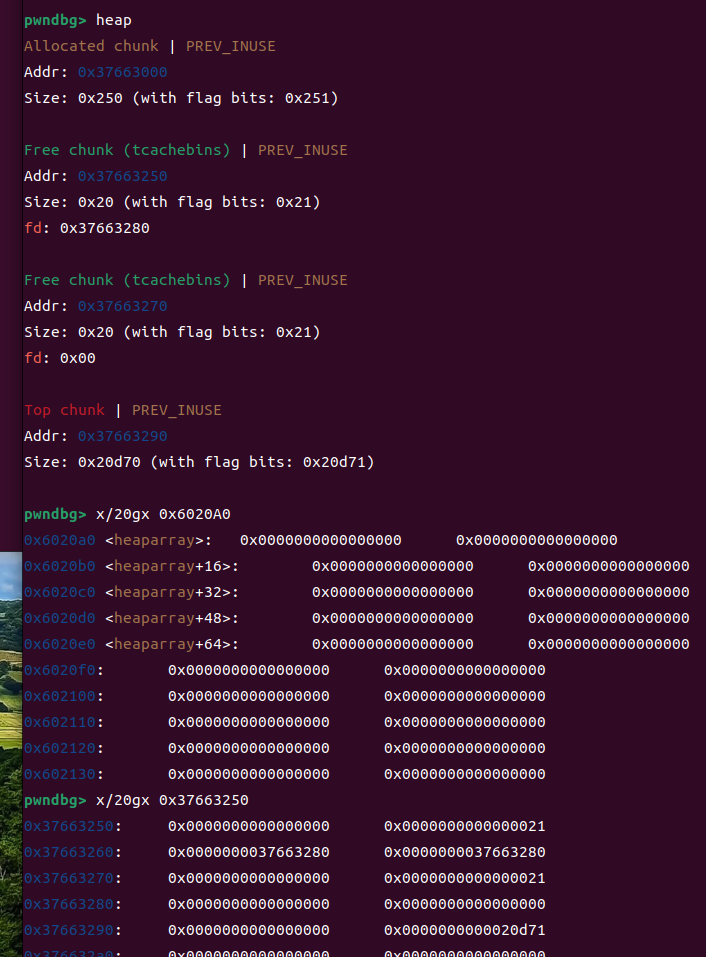 pwndbg> heap
Allocated chunk | PREV_INUSE
Addr: 0x37663000
Size: 0x250 (with flag bits: 0x251)
Free chunk (tcachebins) | PREV_INUSE
Addr: 0x37663250
Size: 0x20 (with flag bits: 0x21)
fd: 0x37663280
Free chunk (tcachebins) | PREV_INUSE
Addr: 0x37663270
Size: 0x20 (with flag bits: 0x21)
fd: 0x00
Top chunk | PREV_INUSE
Addr: 0x37663290
Size: 0x20d70 (with flag bits: 0x20d71)
pwndbg> x/20gx 0x6020A0
0x6020a0 <heaparray>: 0x0000000000000000 0x0000000000000000
0x6020b0 <heaparray+16>: 0x0000000000000000 0x0000000000000000
0x6020c0 <heaparray+32>: 0x0000000000000000 0x0000000000000000
0x6020d0 <heaparray+48>: 0x0000000000000000 0x0000000000000000
0x6020e0 <heaparray+64>: 0x0000000000000000 0x0000000000000000
0x6020f0: 0x0000000000000000 0x0000000000000000
0x602100: 0x0000000000000000 0x0000000000000000
0x602110: 0x0000000000000000 0x0000000000000000
0x602120: 0x0000000000000000 0x0000000000000000
0x602130: 0x0000000000000000 0x0000000000000000
pwndbg> x/20gx 0x37663250
0x37663250: 0x0000000000000000 0x0000000000000021
0x37663260: 0x0000000037663280 0x0000000037663280
0x37663270: 0x0000000000000000 0x0000000000000021
0x37663280: 0x0000000000000000 0x0000000000000000
0x37663290: 0x0000000000000000 0x0000000000020d71
0x376632a0: 0x0000000000000000 0x0000000000000000